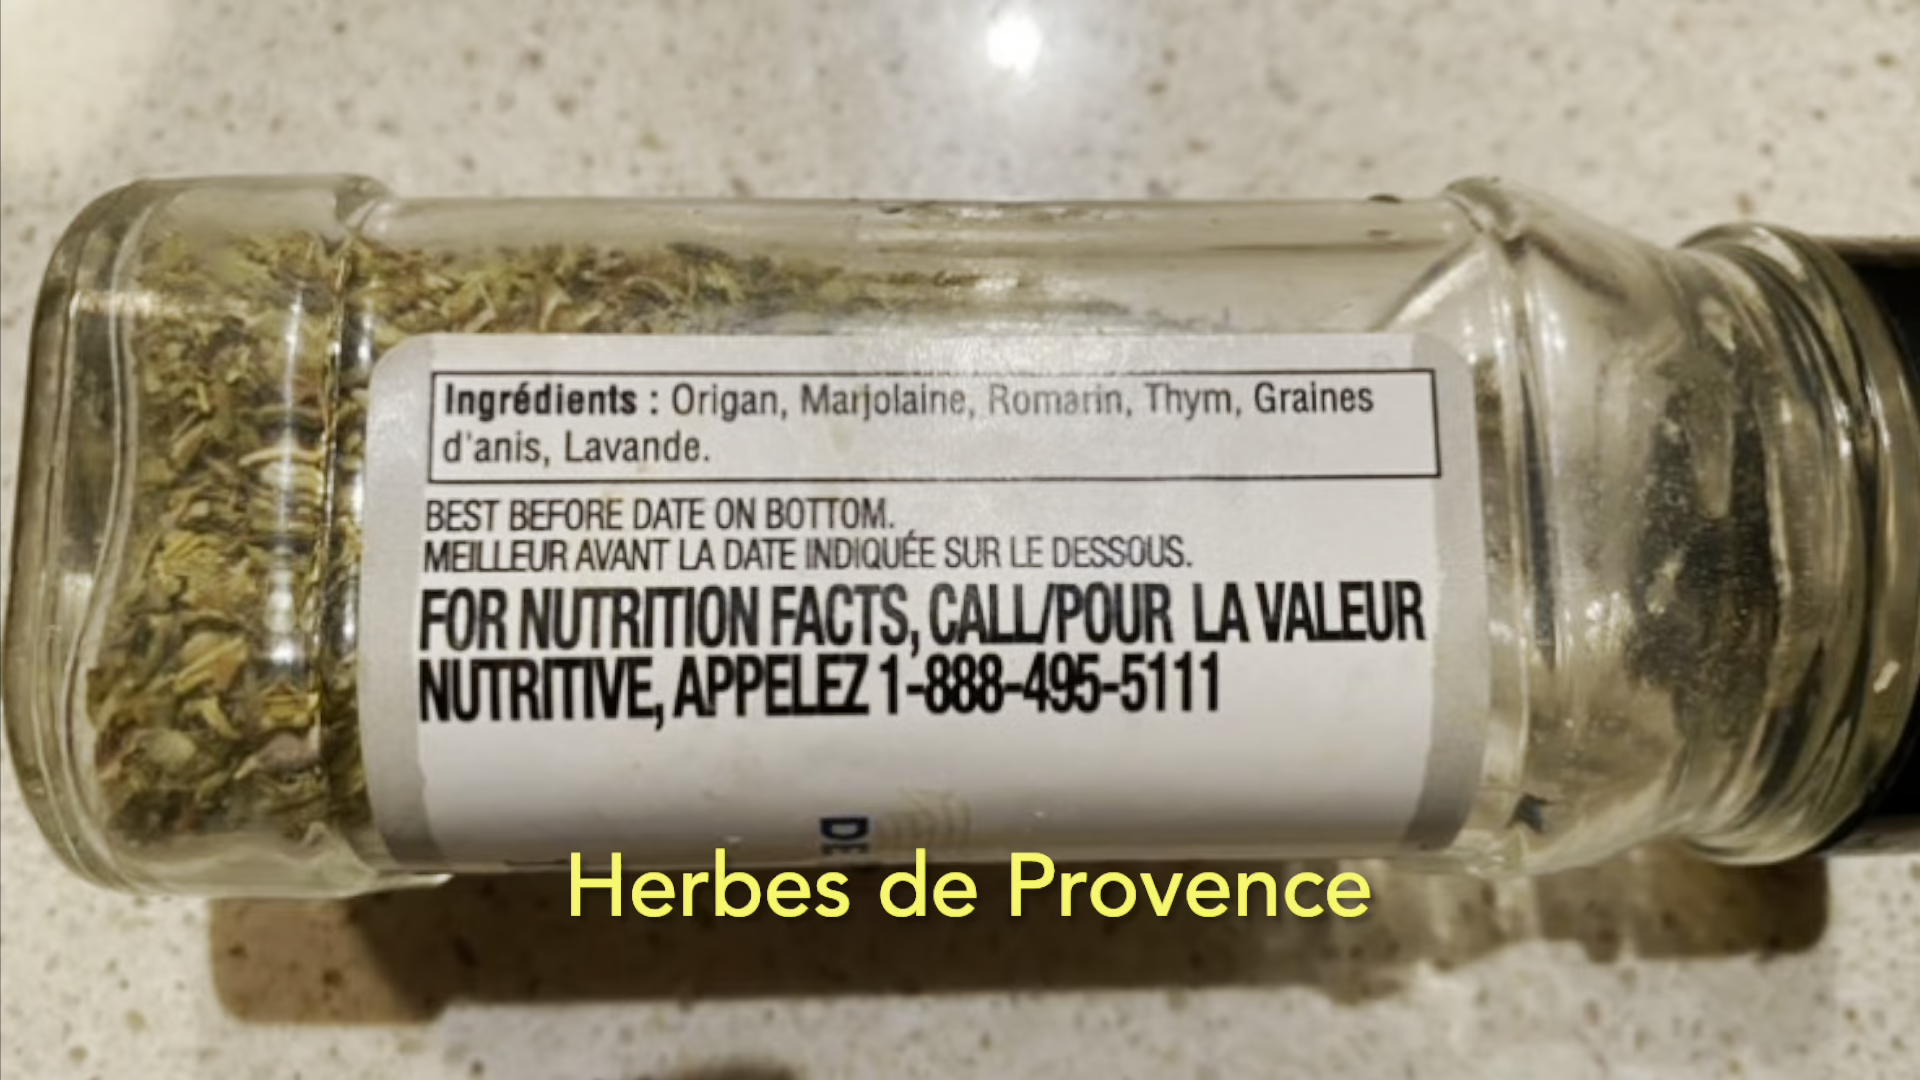 Ingrédients : Origan, Marjolaine, Romarin, Thym, Graines
d'anis, Lavande.
BEST BEFORE DATE ON BOTTOM.
MEILLEUR AVANT LA DATE INDIQUÉE SUR LE DESSOUS.
FOR NUTRITION FACTS, CALL/POUR LA VALEUR
NUTRITIVE, APPELEZ 1-888-495-5111
DE
Herbes de Provence